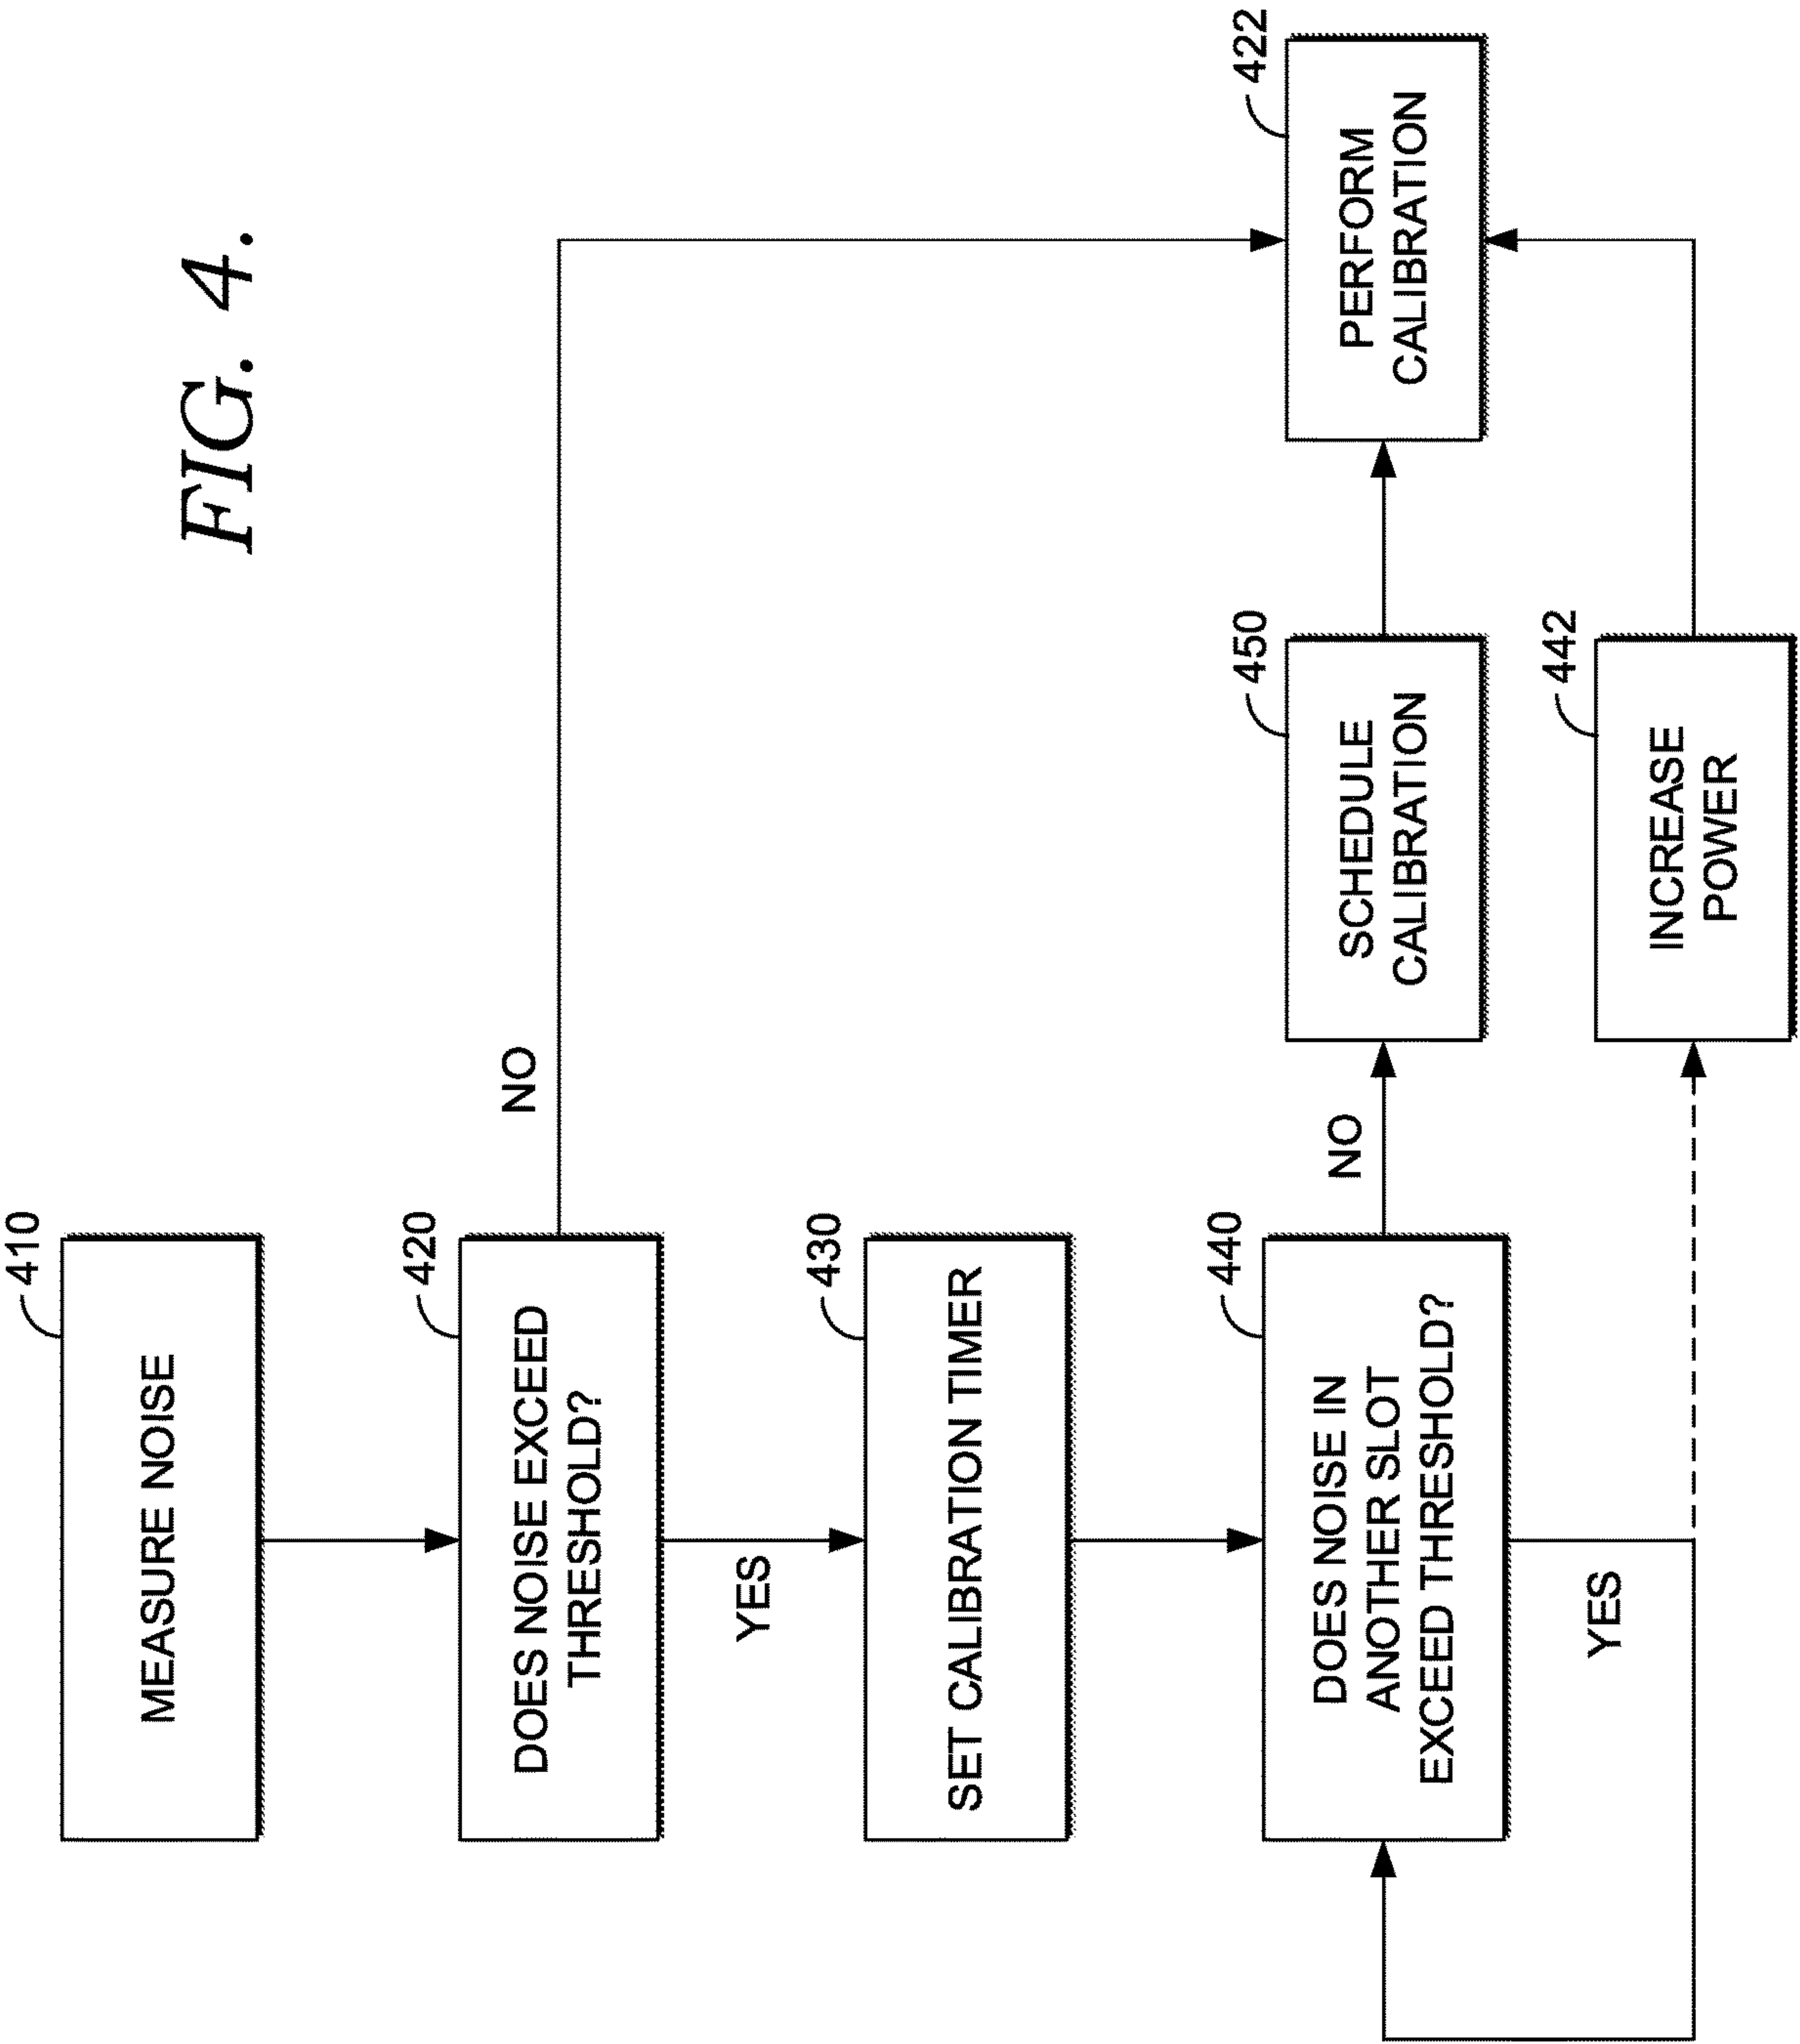 FIG. 4.
410
MEASURE NOISE
420
DOES NOISE EXCEED
THRESHOLD?
NO
YES
430
SET CALIBRATION TIMER
440
DOES NOISE IN
ANOTHER SLOT
EXCEED THRESHOLD?
NO
YES
450
SCHEDULE
CALIBRATION
442
INCREASE
POWER
422
PERFORM
CALIBRATION